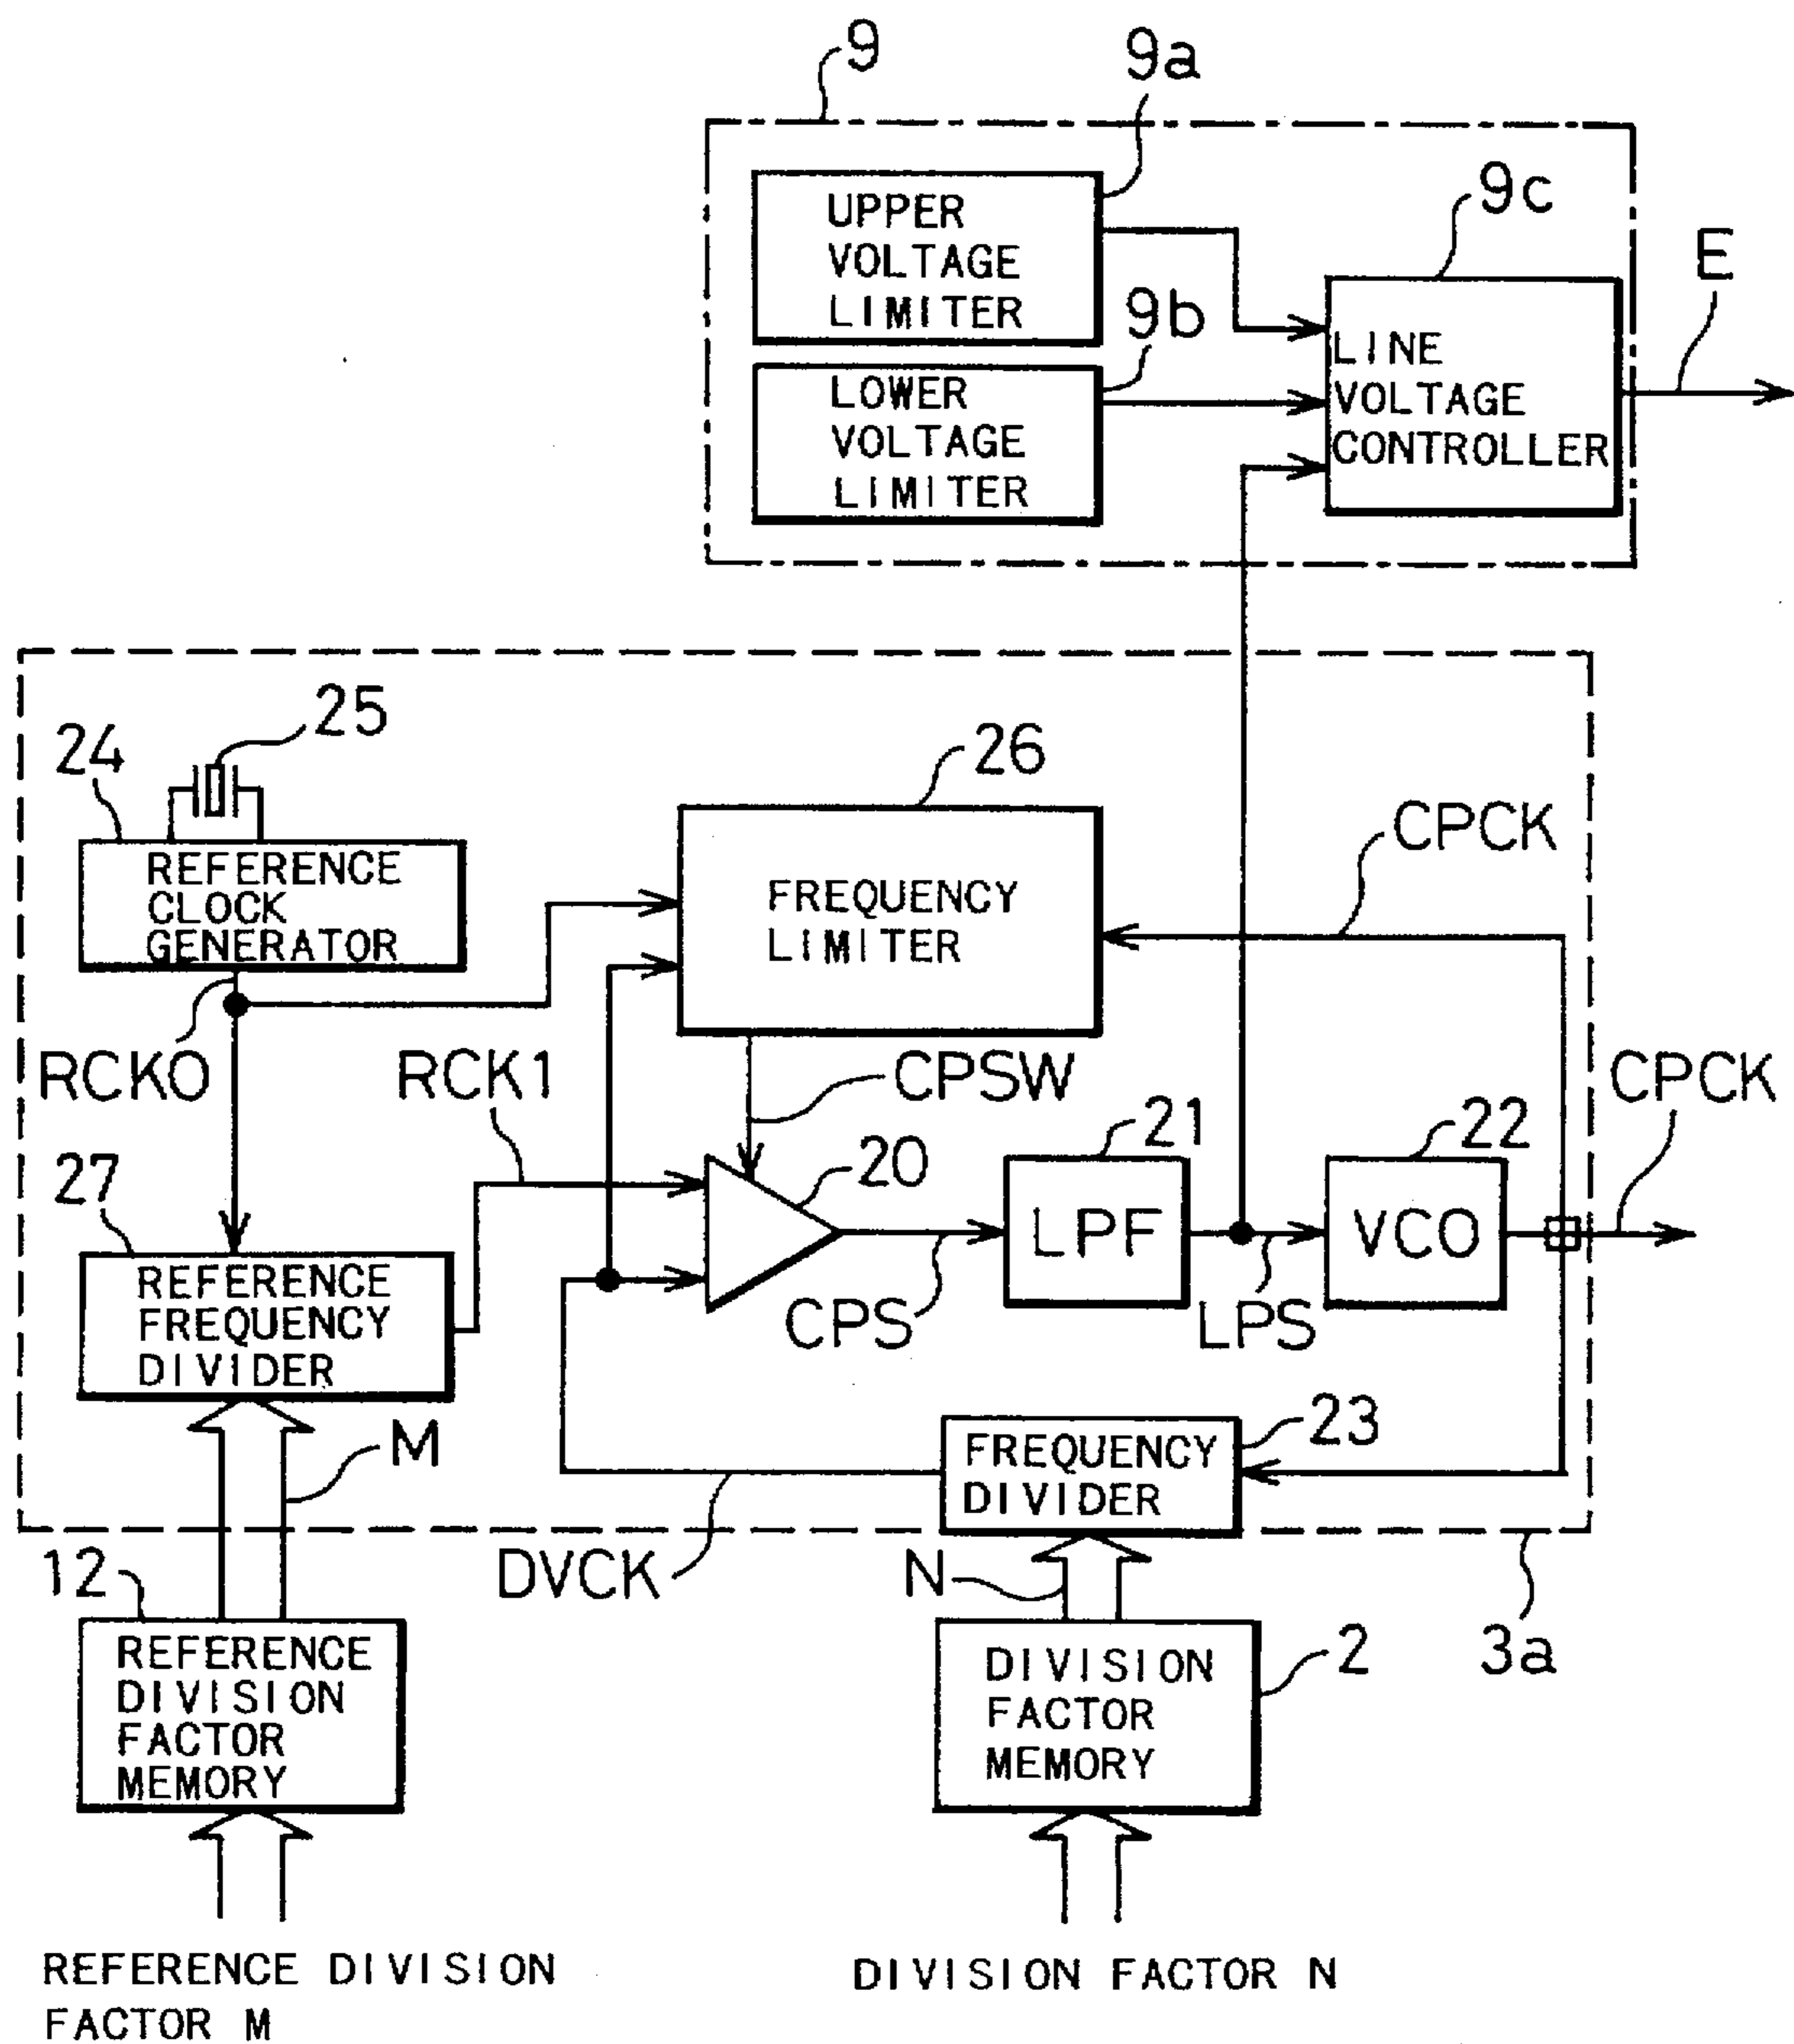 9
9a
UPPER
VOLTAGE
LIMITER
9c
E
9b
LOWER
VOLTAGE
LIMITER
LINE
VOLTAGE
CONTROLLER
25
24
26
CPCK
REFERENCE
CLOCK
GENERATOR
FREQUENCY
LIMITER
RCK0
RCK1
CPSW
CPCK
27
20
21
22
REFERENCE
FREQUENCY
DIVIDER
LPF
VCO
CPS
LPS
M
23
FREQUENCY
DIVIDER
12
DVCK
N
3a
REFERENCE
DIVISION
FACTOR
MEMORY
2
DIVISION
FACTOR
MEMORY
REFERENCE DIVISION
FACTOR M
DIVISION FACTOR N